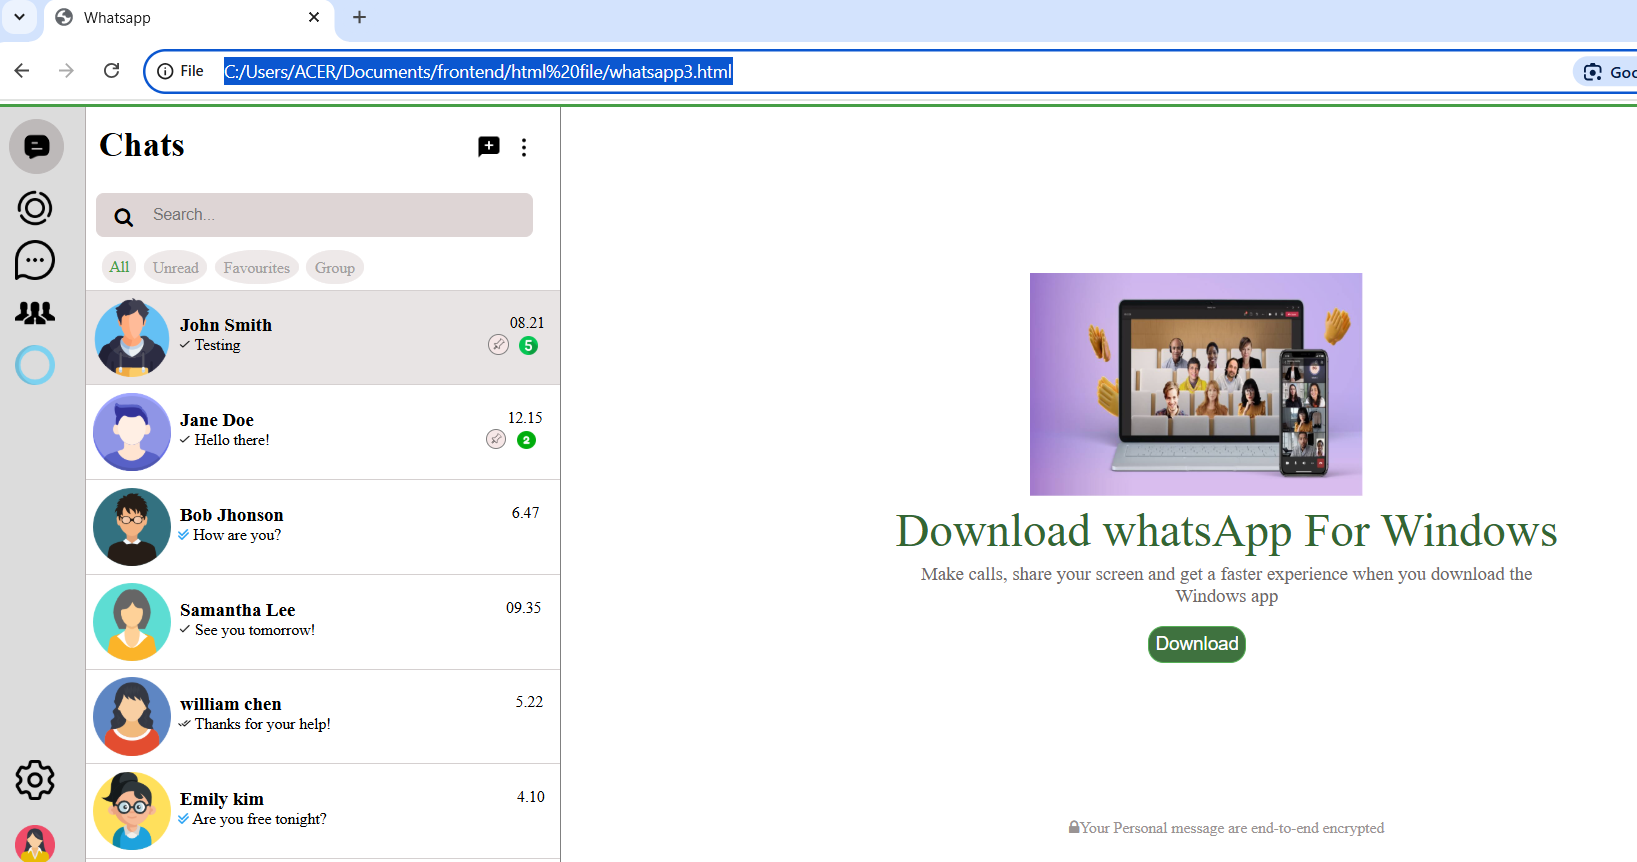 Whatsapp
File
C:/Users/ACER/Documents/frontend/html%20file/whatsapp3.html
Goo
Chats
Search...
All Unread Favourites Group
John Smith 08.21
Testing 5
Jane Doe 12.15
Hello there! 2
Bob Jhonson 6.47
How are you?
Samantha Lee 09.35
See you tomorrow!
william chen 5.22
Thanks for your help!
Emily kim 4.10
Are you free tonight?
Download whatsApp For Windows
Make calls, share your screen and get a faster experience when you download the
Windows app
Download
Your Personal message are end-to-end encrypted